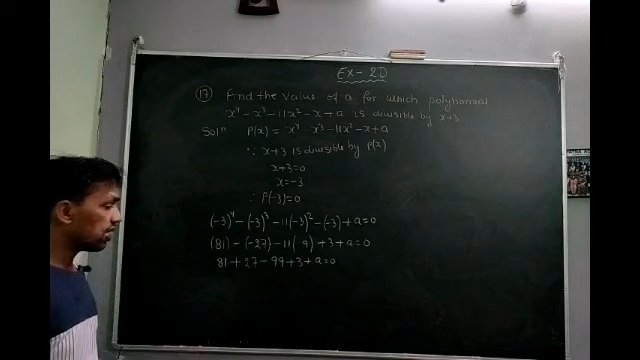 EX-2D
(17) Find the value of a for which polynomial
x⁴ - x³ - 11x² - x + a is divisible by x+3
Solⁿ P(x) = x⁴ - x³ - 11x² - x + a
∵ x+3 is divisible by P(x)
x+3=0
x=-3
∴ P(-3)=0
(-3)⁴ - (-3)³ - 11(-3)² - (-3) + a=0
(81) - (-27) - 11(9) + 3 + a=0
81 + 27 - 99 + 3 + a=0